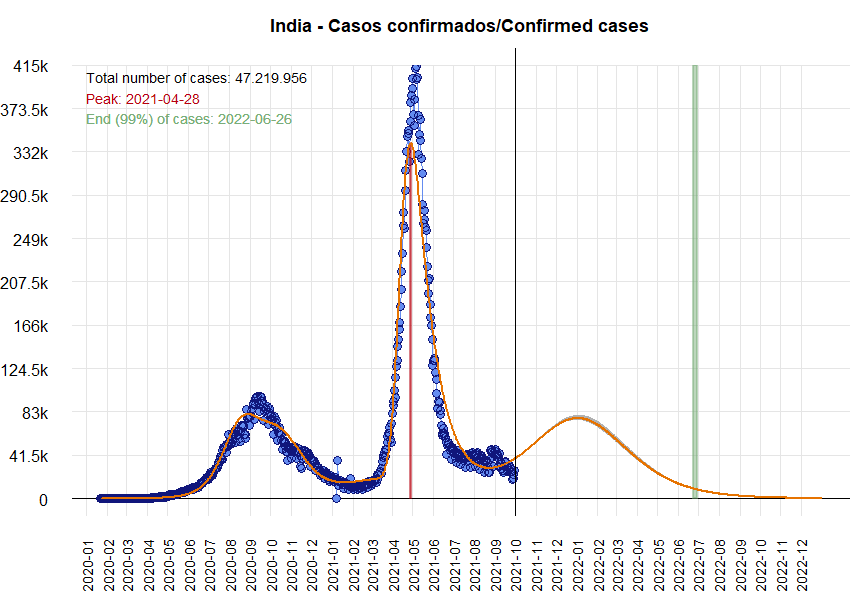 India - Casos confirmados/Confirmed cases
415k
Total number of cases: 47.219.956
Peak: 2021-04-28
373.5k
End (99%) of cases: 2022-06-26
332k
290.5k
249k
207.5k
166k
124.5k
83k
41.5k
0
2020-01
2020-02
2020-03
2020-04
2020-05
2020-06
2020-07
2020-08
2020-09
2020-10
2020-11
2020-12
2021-01
2021-02
2021-03
2021-04
2021-05
2021-06
2021-07
2021-08
2021-09
2021-10
2021-11
2021-12
2022-01
2022-02
2022-03
2022-04
2022-05
2022-06
2022-07
2022-08
2022-09
2022-10
2022-11
2022-12